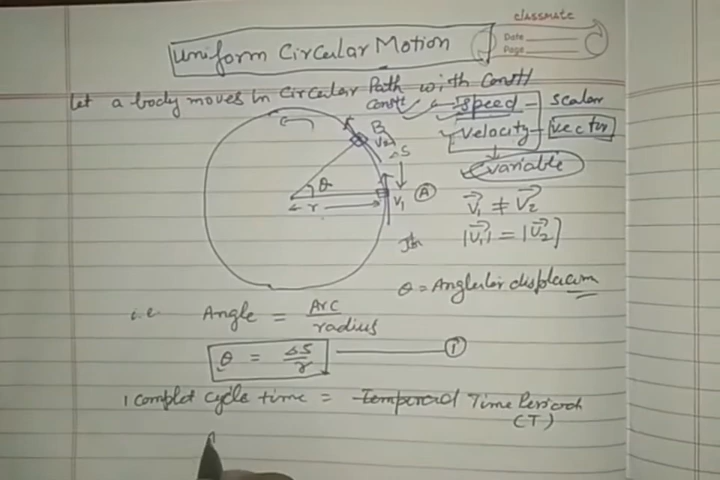 classmate
Date
Page
Uniform Circular Motion
Let a body moves in Circular Path with Constt
Constt speed - scalar
velocity - vector
variable
B
V2
ΔS
θ
r
V1 A
V⃗1 ≠ V⃗2
|V⃗1| = |V⃗2|
θ = Anglular displacem
i.e Angle = Arc / radius
θ = ΔS / r 1
1 complet cycle time = Time Period
(T)